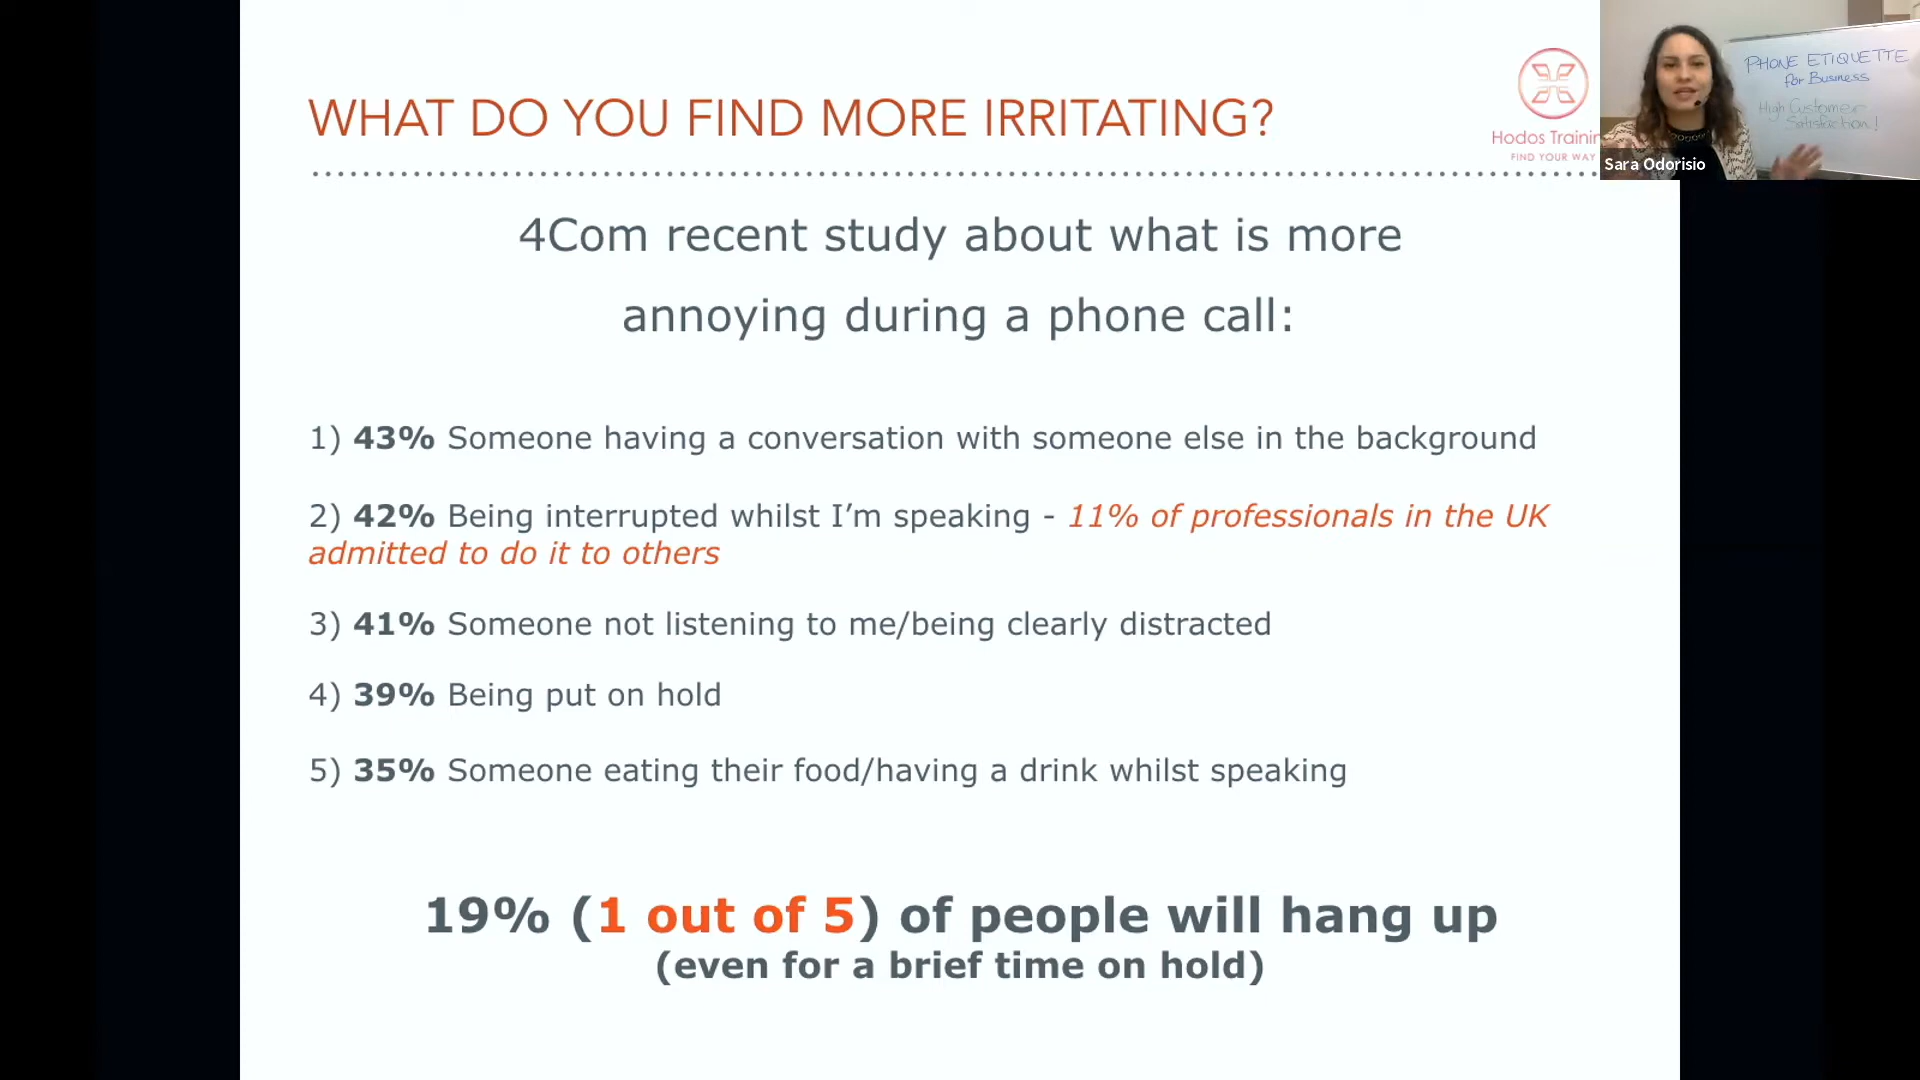 WHAT DO YOU FIND MORE IRRITATING?
Hodos Trainin
FIND YOUR WAY
PHONE ETIQUETTE
for Business
High Customer
Satisfaction!
Sara Odorisio
4Com recent study about what is more
annoying during a phone call:
1) 43% Someone having a conversation with someone else in the background
2) 42% Being interrupted whilst I’m speaking - 11% of professionals in the UK
admitted to do it to others
3) 41% Someone not listening to me/being clearly distracted
4) 39% Being put on hold
5) 35% Someone eating their food/having a drink whilst speaking
19% (1 out of 5) of people will hang up
(even for a brief time on hold)